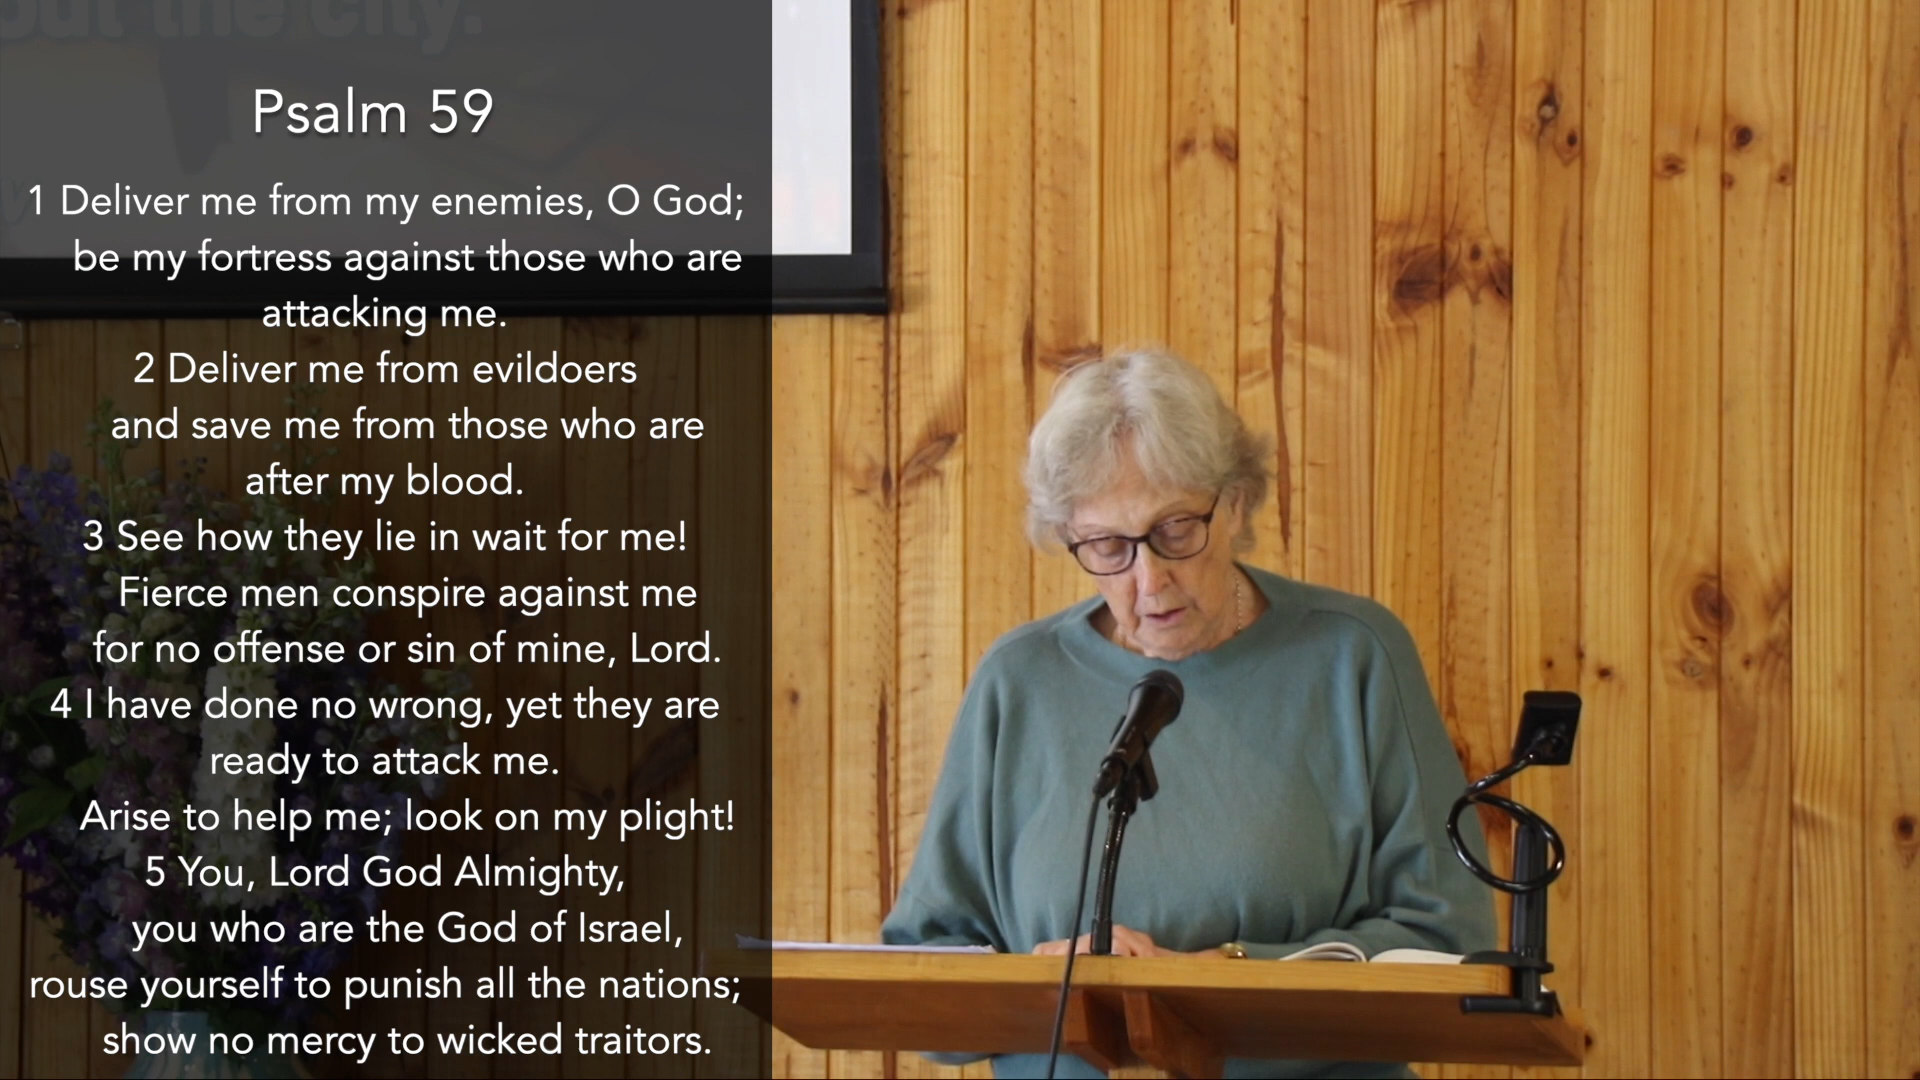 out the city.
Psalm 59
1 Deliver me from my enemies, O God;
be my fortress against those who are
attacking me.
2 Deliver me from evildoers
and save me from those who are
after my blood.
3 See how they lie in wait for me!
Fierce men conspire against me
for no offense or sin of mine, Lord.
4 I have done no wrong, yet they are
ready to attack me.
Arise to help me; look on my plight!
5 You, Lord God Almighty,
you who are the God of Israel,
rouse yourself to punish all the nations;
show no mercy to wicked traitors.